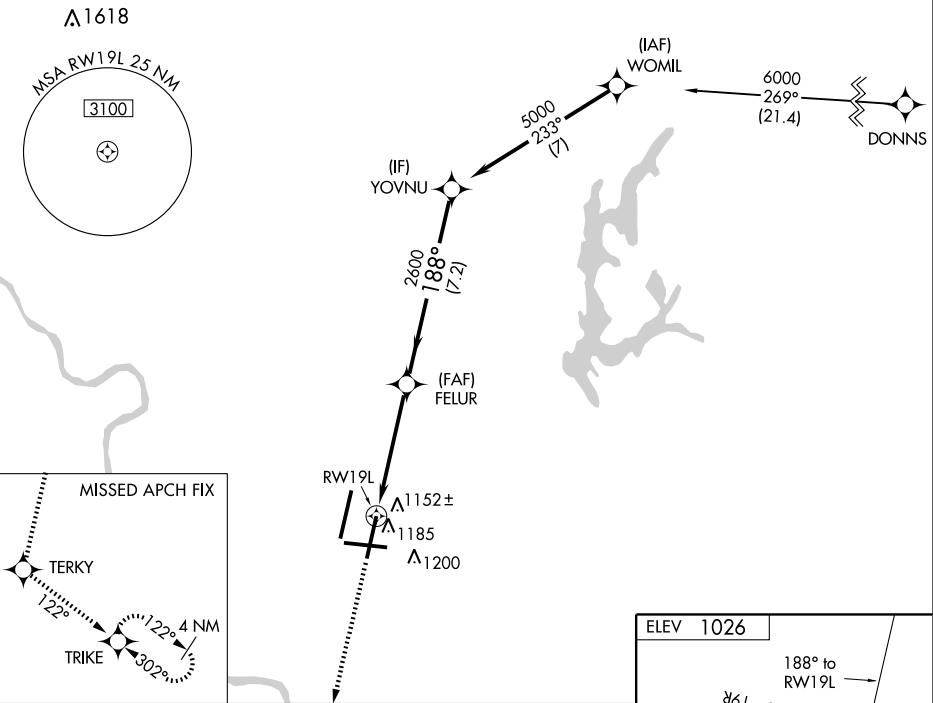 1618
MSA RW19L 25 NM
3100
(IAF)
WOMIL
6000
269°
(21.4)
DONNS
5000
233°
(7)
(IF)
YOVNU
2600
188°
(7.2)
(FAF)
FELUR
RW19L
1152±
1185
1200
MISSED APCH FIX
TERKY
122°
TRIKE
122°
4 NM
302°
ELEV 1026
188° to
RW19L
19R